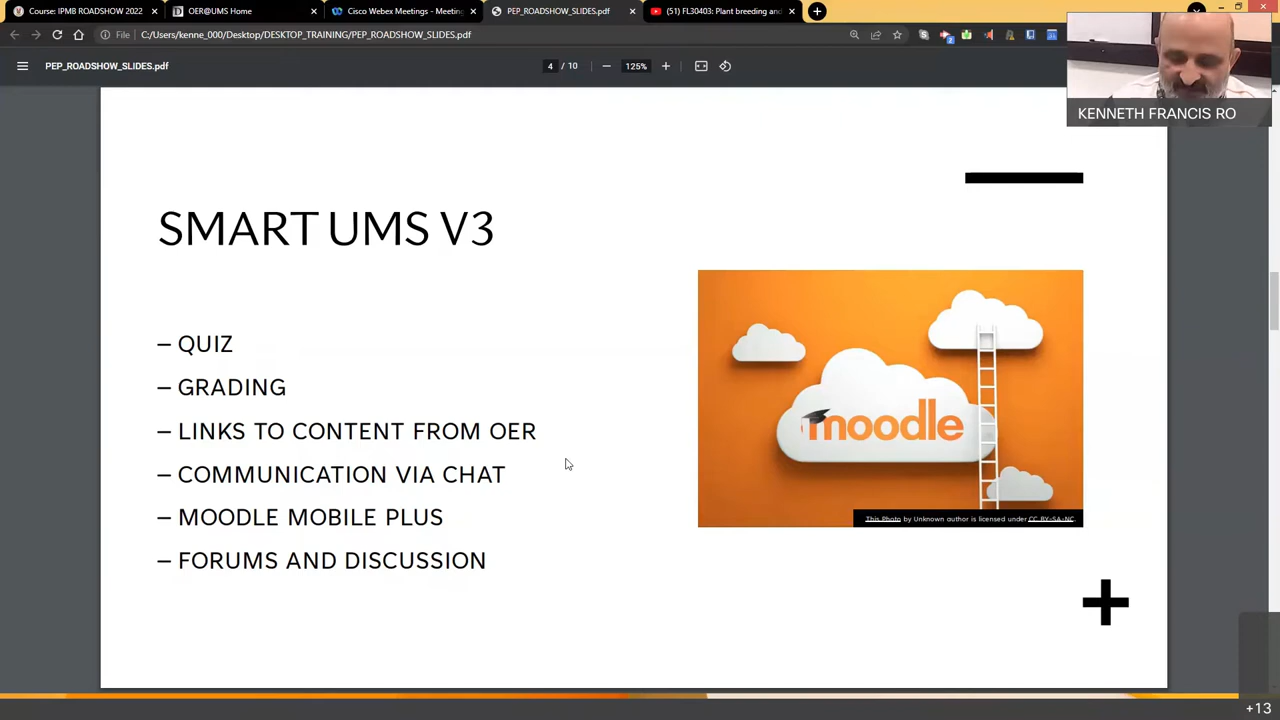 Course: IPMB ROADSHOW 2022
OER@UMS Home
Cisco Webex Meetings - Meeting
PEP_ROADSHOW_SLIDES.pdf
(51) FL30403: Plant breeding and
File
C:/Users/kenne_000/Desktop/DESKTOP_TRAINING/PEP_ROADSHOW_SLIDES.pdf
PEP_ROADSHOW_SLIDES.pdf
4 / 10
125%
KENNETH FRANCIS RO
SMART UMS V3
– QUIZ
– GRADING
– LINKS TO CONTENT FROM OER
– COMMUNICATION VIA CHAT
– MOODLE MOBILE PLUS
– FORUMS AND DISCUSSION
moodle
This Photo by Unknown author is licensed under CC BY-SA-NC.
+13